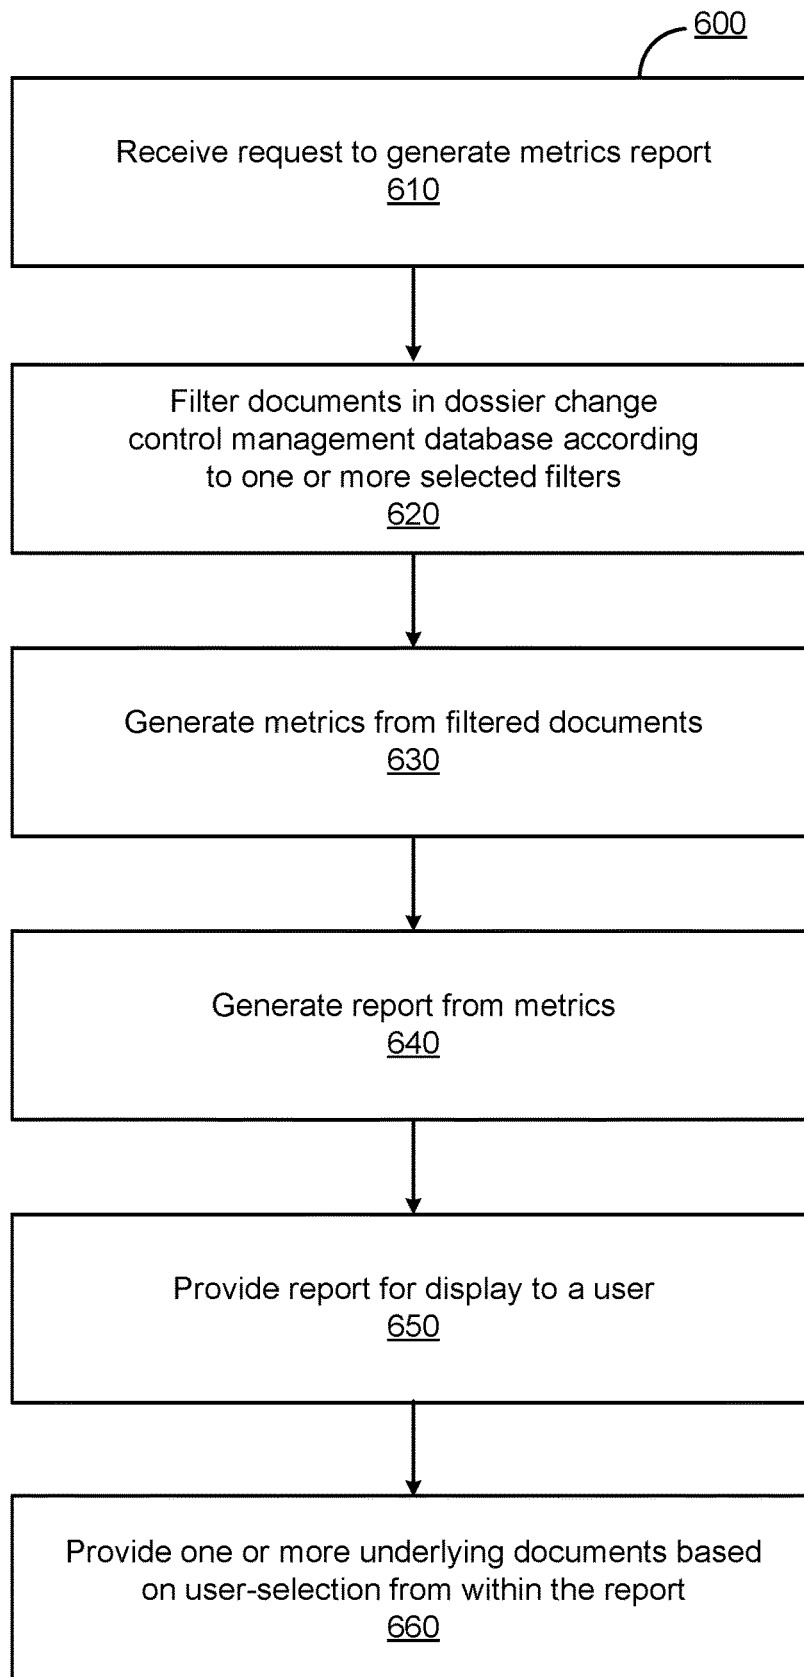 600
Receive request to generate metrics report
610
Filter documents in dossier change
control management database according
to one or more selected filters
620
Generate metrics from filtered documents
630
Generate report from metrics
640
Provide report for display to a user
650
Provide one or more underlying documents based
on user-selection from within the report
660